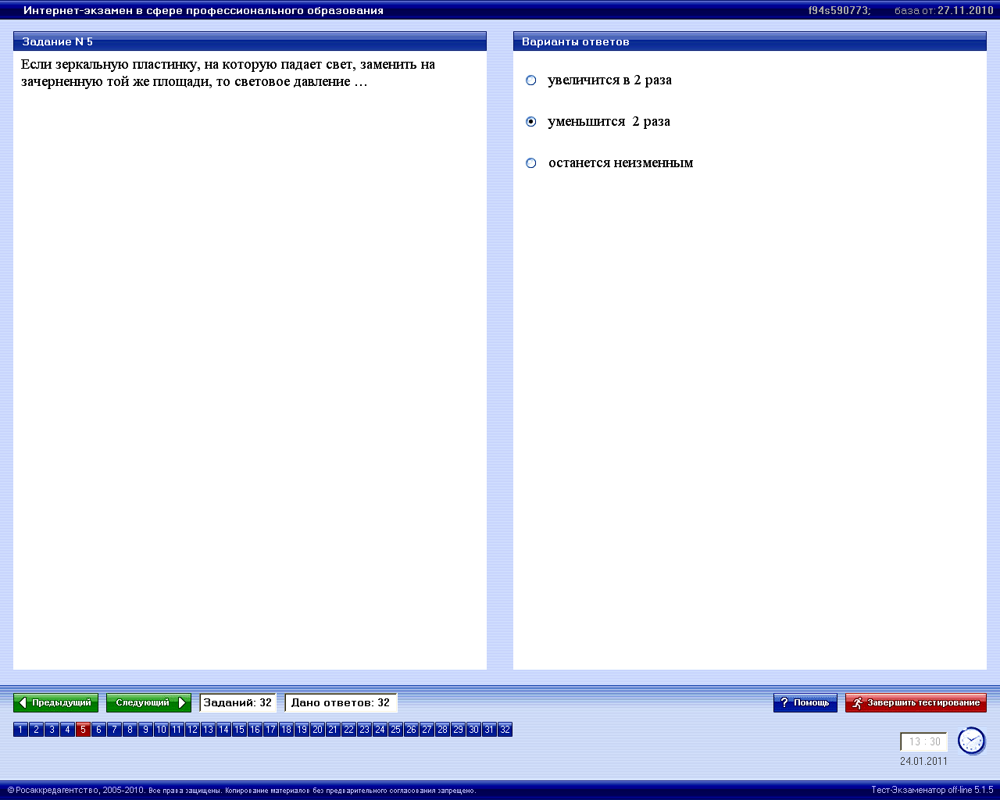 Интернет-экзамен в сфере профессионального образования
f94s590773; база от: 27.11.2010
Задание N 5
Если зеркальную пластинку, на которую падает свет, заменить на
зачерненную той же площади, то световое давление …
Варианты ответов
увеличится в 2 раза
уменьшится 2 раза
останется неизменным
Предыдущий Следующий Заданий: 32 Дано ответов: 32 Помощь Завершить тестирование
1 2 3 4 5 6 7 8 9 10 11 12 13 14 15 16 17 18 19 20 21 22 23 24 25 26 27 28 29 30 31 32
13 : 30
24.01.2011
© Росаккредагентство, 2005-2010. Все права защищены. Копирование материалов без предварительного согласования запрещено.
Тест-Экзаменатор off-line 5.1.5